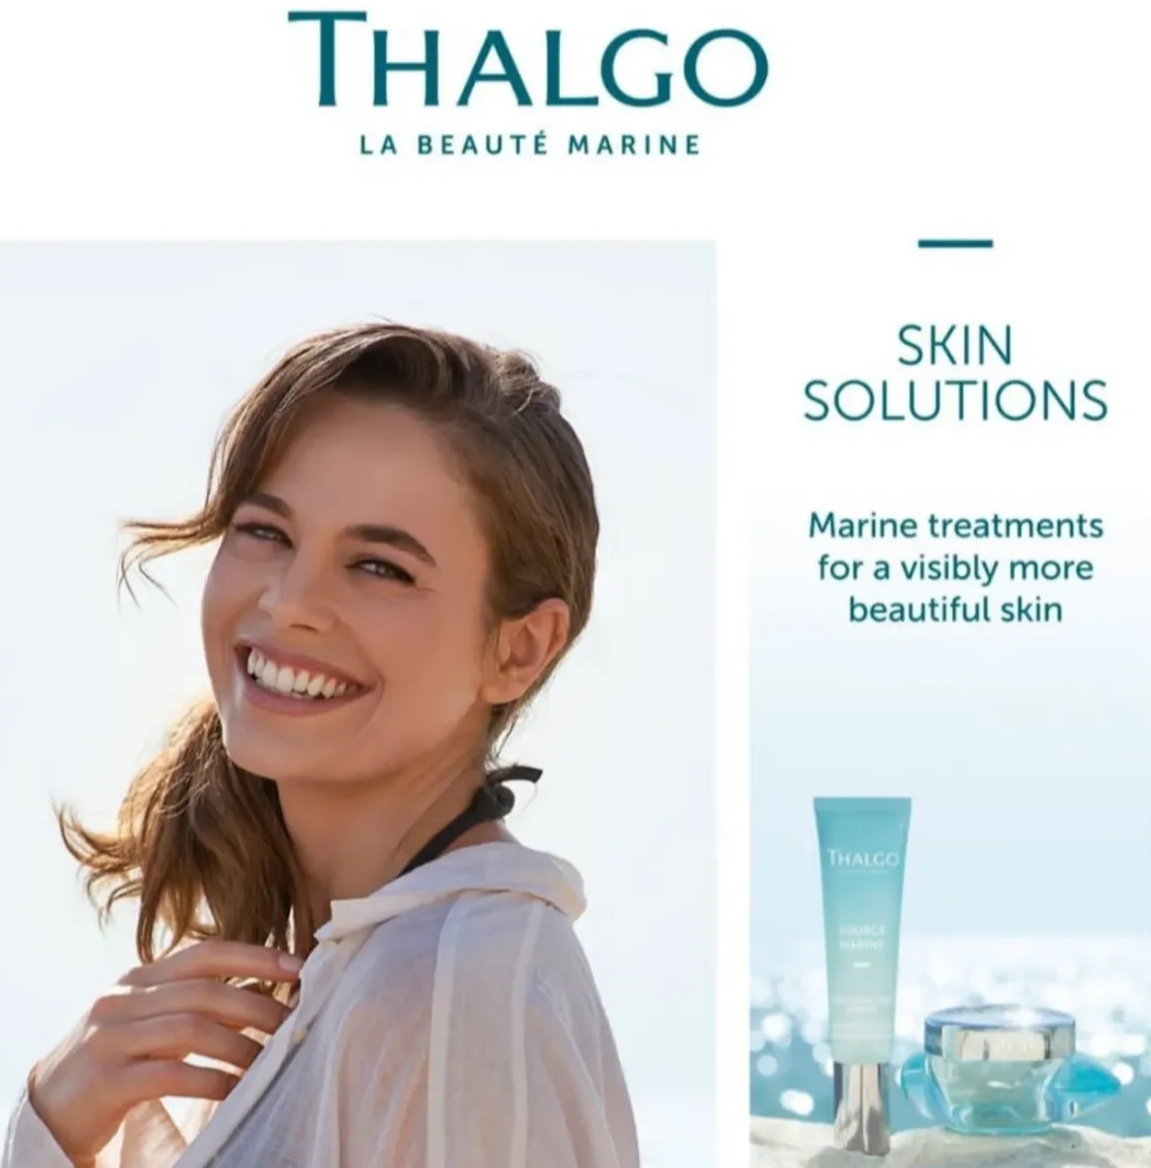 THALGO
LA BEAUTÉ MARINE
SKIN
SOLUTIONS
Marine treatments
for a visibly more
beautiful skin
THALGO
SOURCE
MARINE